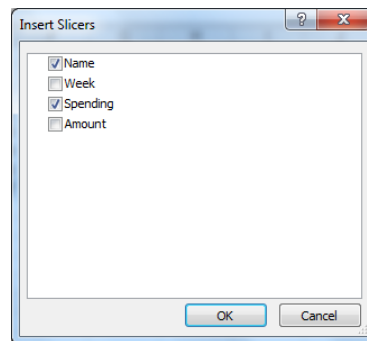 Insert Slicers
Name
Week
Spending
Amount
OK
Cancel